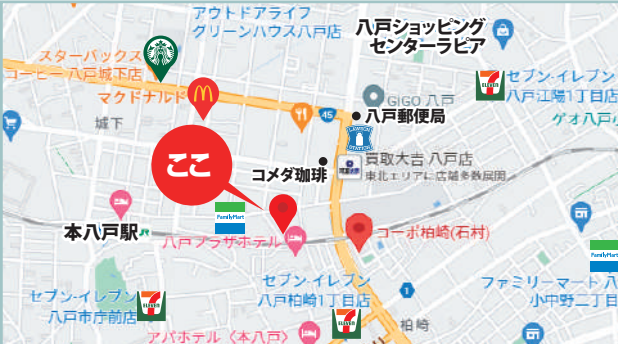 アウトドアライフ
グリーンハウス八戸店
八戸ショッピング
センターラピア
スターバックス
コーヒー 八戸城下店
マクドナルド
セブン-イレブン
八戸江陽1丁目店
GiGO 八戸
45
八戸郵便局
ゲオ八戸
城下
LAWSON
STATION
ここ
コメダ珈琲
買取大吉 八戸店
東北エリアに店舗多数展開
本八戸駅
JR
FamilyMart
八戸プラザホテル
コーポ柏崎(石村)
FamilyMart
セブン-イレブン
八戸市庁前店
ELEVEN
セブン-イレブン
八戸柏崎1丁目店
ELEVEN
1
ファミリーマート 八
小中野二丁目
柏崎
アパホテル〈本八戸〉